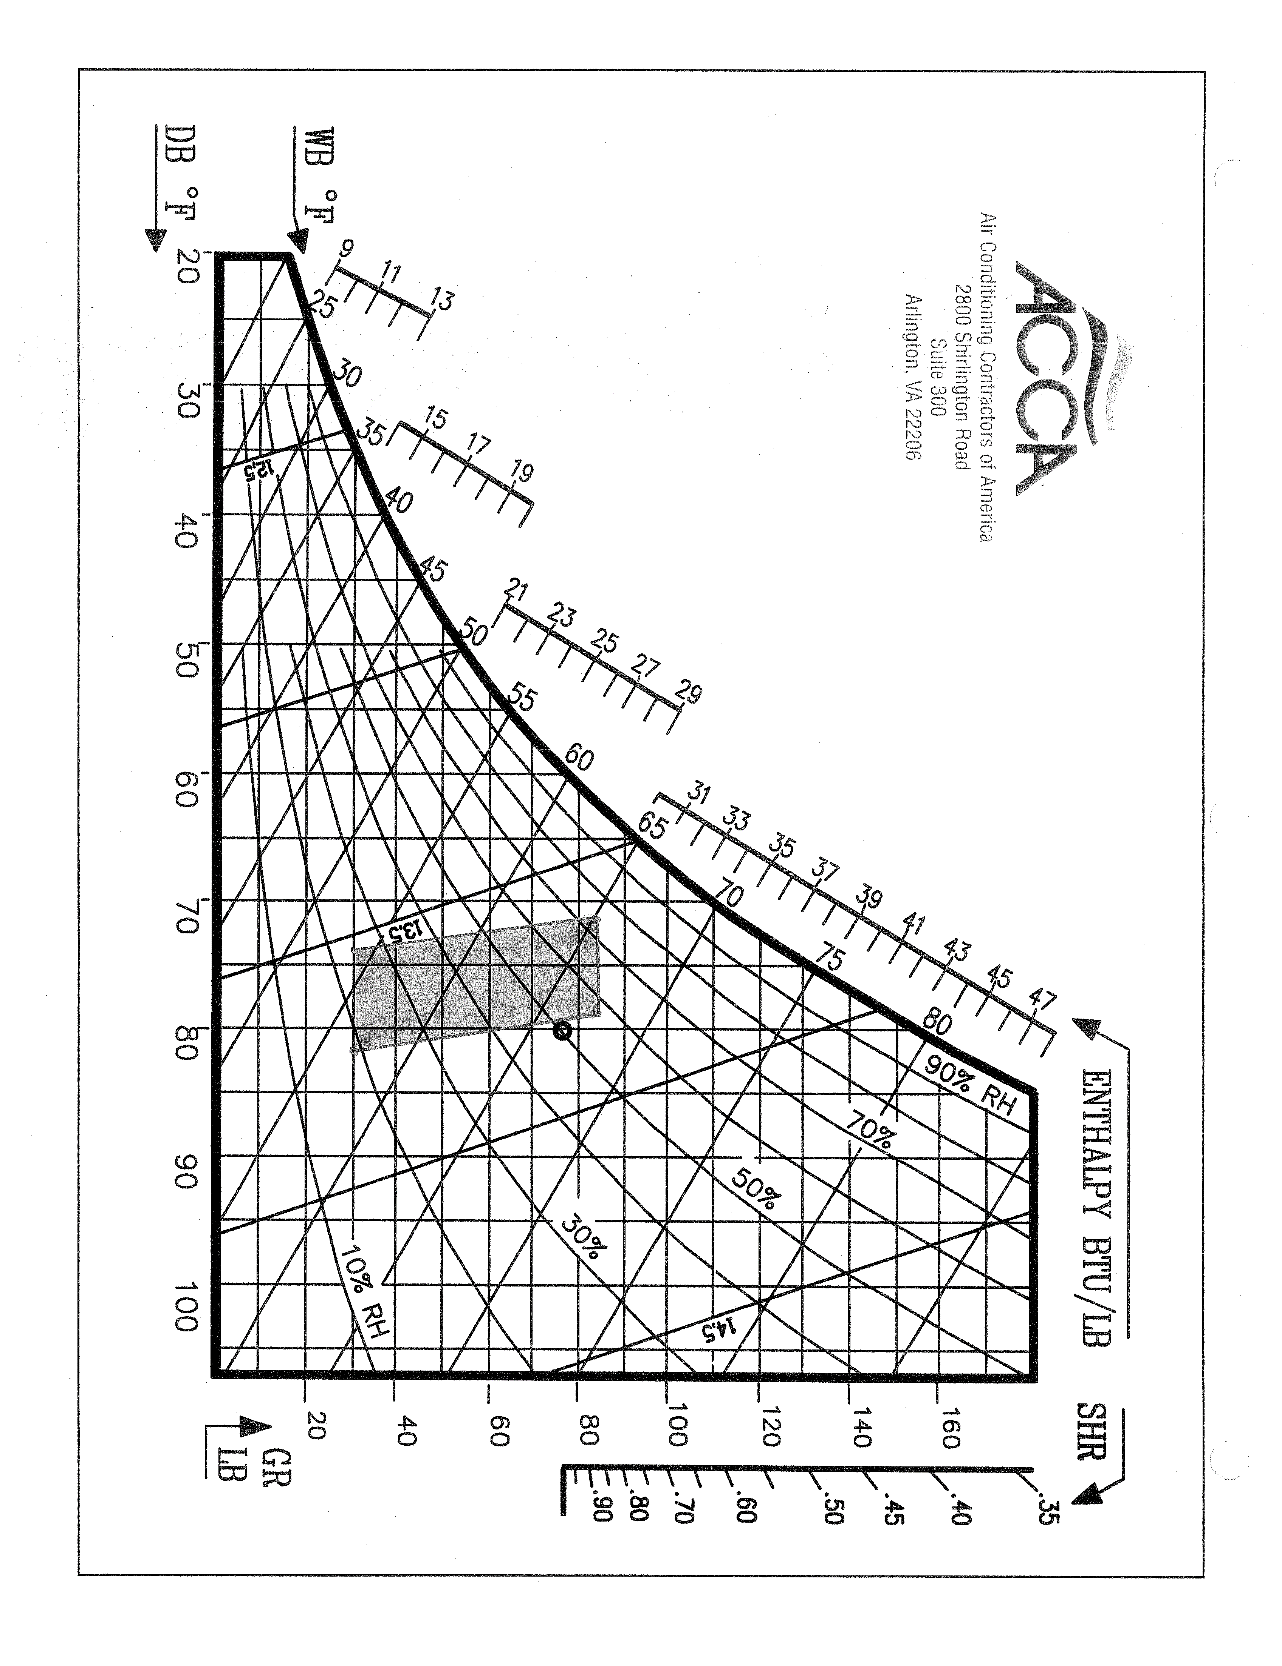 ACCA
Air Conditioning Contractors of America
2800 Shirlington Road
Suite 300
Arlington, VA 22206
ENTHALPY BTU/LB
SHR
WB °F
DB °F
9 11 13
15 17 19
21 23 25 27 29
31 33 35 37 39 41 43 45 47
25 30 35 40 45 50 55 60 65 70 75 80
90% RH
70%
50%
30%
10% RH
12.5
13.5
14.5
20 30 40 50 60 70 80 90 100
160
140
120
100
80
60
40
20
GR
LB
.35
.40
.45
.50
.60
.70
.80
.90